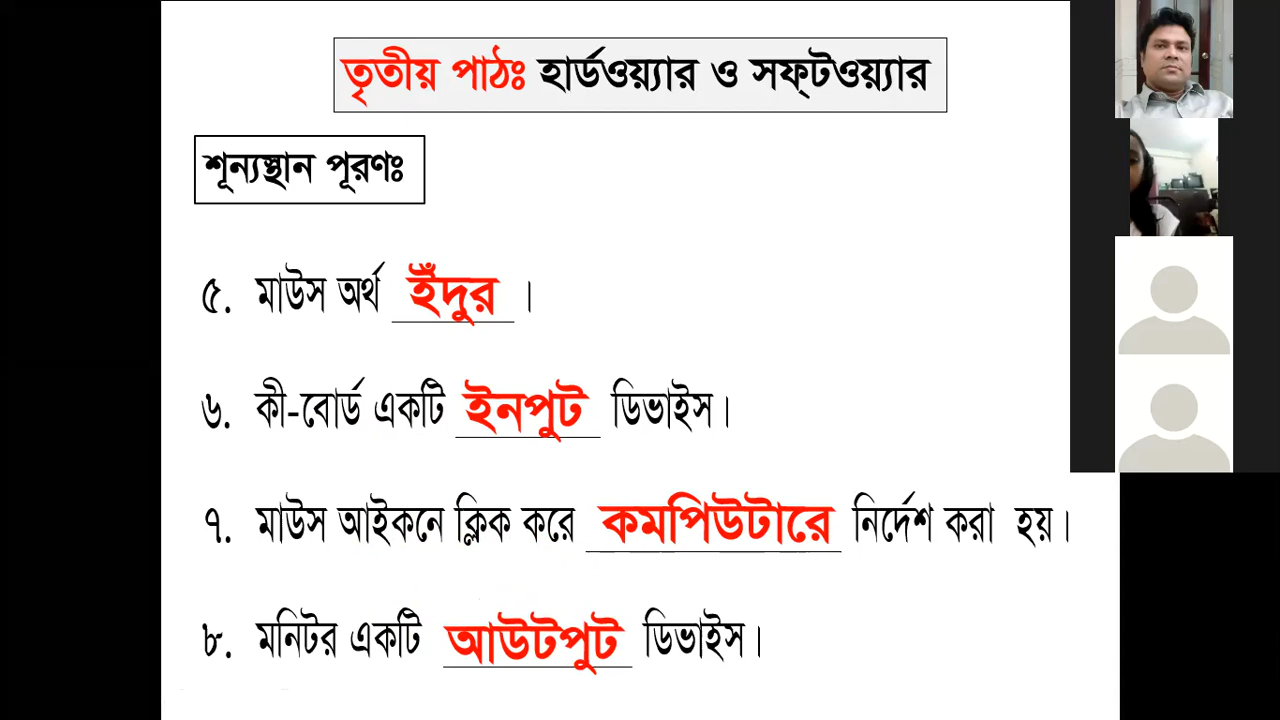 তৃতীয় পাঠঃ হার্ডওয়্যার ও সফ্টওয়্যার
শূন্যস্থান পূরণঃ
৫. মাউস অর্থ ইঁদুর ।
৬. কী-বোর্ড একটি ইনপুট ডিভাইস।
৭. মাউস আইকনে ক্লিক করে কমপিউটারে নির্দেশ করা হয়।
৮. মনিটর একটি আউটপুট ডিভাইস।